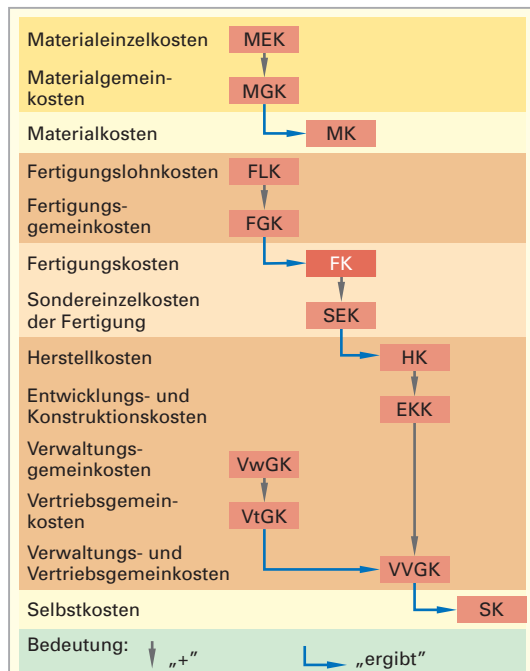 Materialeinzelkosten MEK
Materialgemein-
kosten MGK
Materialkosten MK
Fertigungslohnkosten FLK
Fertigungs-
gemeinkosten FGK
Fertigungskosten FK
Sondereinzelkosten
der Fertigung SEK
Herstellkosten HK
Entwicklungs- und
Konstruktionskosten EKK
Verwaltungs-
gemeinkosten VwGK
Vertriebsgemein-
kosten VtGK
Verwaltungs- und
Vertriebsgemeinkosten VVGK
Selbstkosten SK
Bedeutung:
„+” „ergibt”